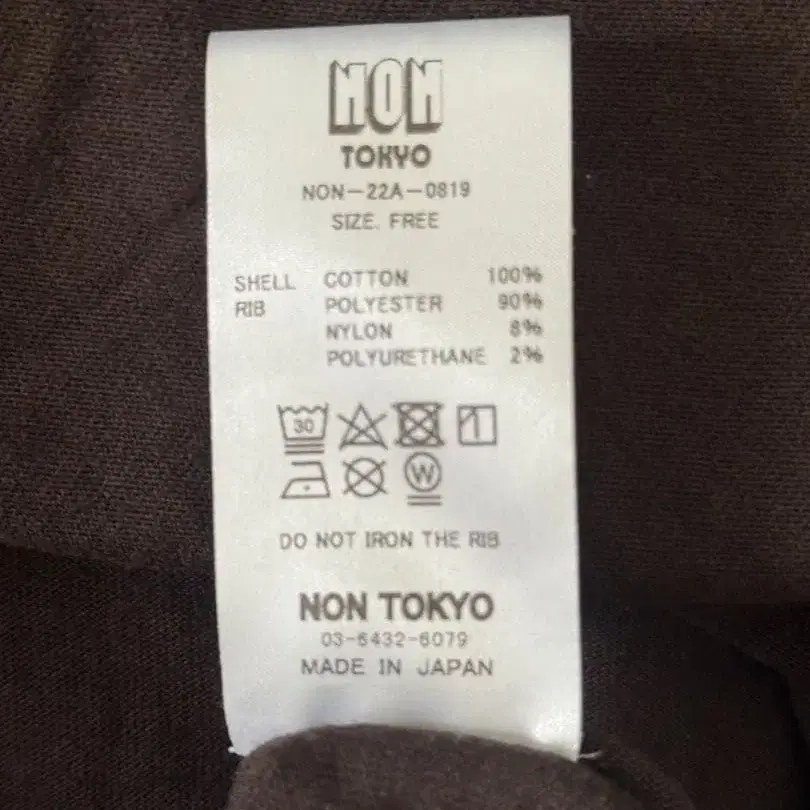 NON
TOKYO
NON-22A-0819
SIZE. FREE
SHELL COTTON 100%
RIB POLYESTER 90%
NYLON 8%
POLYURETHANE 2%
30
W
DO NOT IRON THE RIB
NON TOKYO
03-6432-6079
MADE IN JAPAN